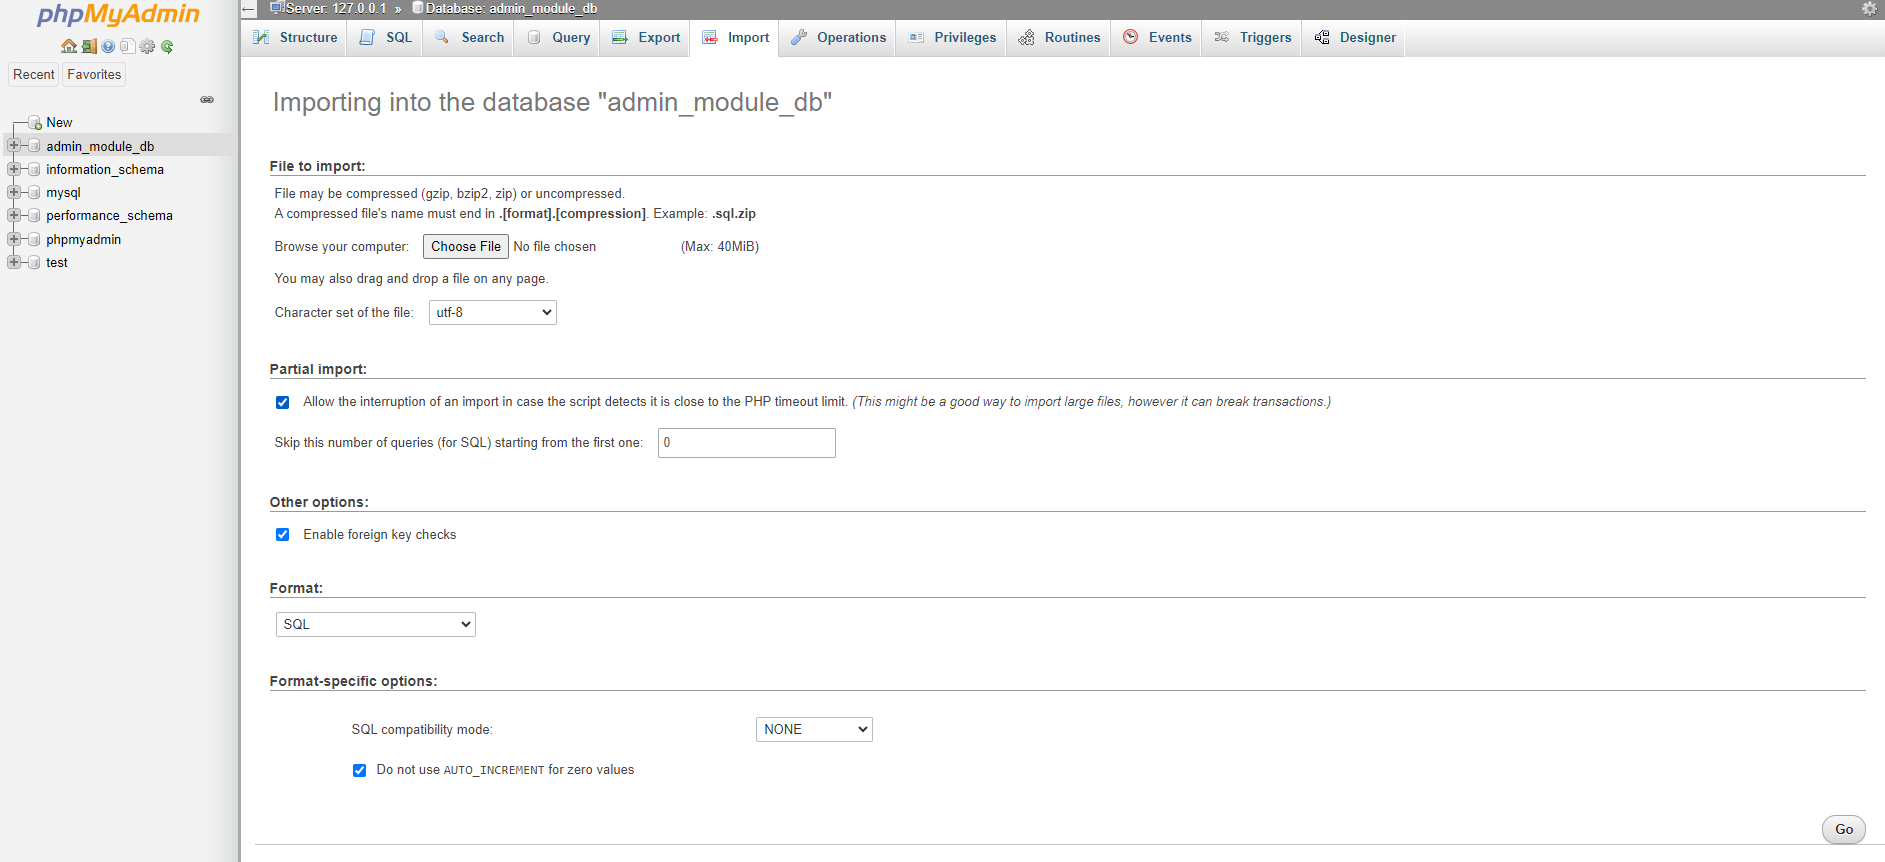 phpMyAdmin
Recent Favorites
New
admin_module_db
information_schema
mysql
performance_schema
phpmyadmin
test
Server: 127.0.0.1 » Database: admin_module_db
Structure SQL Search Query Export Import Operations Privileges Routines Events Triggers Designer
Importing into the database "admin_module_db"
File to import:
File may be compressed (gzip, bzip2, zip) or uncompressed.
A compressed file's name must end in .[format].[compression]. Example: .sql.zip
Browse your computer: Choose File No file chosen (Max: 40MiB)
You may also drag and drop a file on any page.
Character set of the file: utf-8
Partial import:
Allow the interruption of an import in case the script detects it is close to the PHP timeout limit. (This might be a good way to import large files, however it can break transactions.)
Skip this number of queries (for SQL) starting from the first one: 0
Other options:
Enable foreign key checks
Format:
SQL
Format-specific options:
SQL compatibility mode: NONE
Do not use AUTO_INCREMENT for zero values
Go